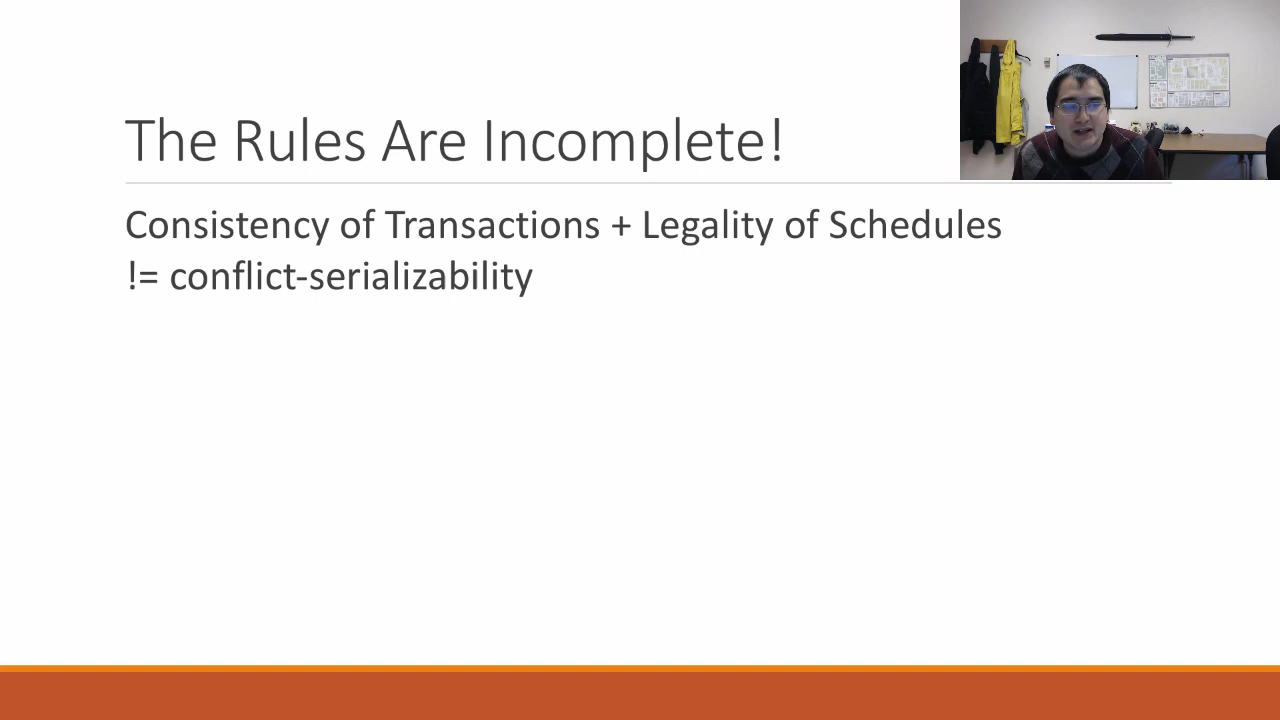 The Rules Are Incomplete!
Consistency of Transactions + Legality of Schedules
!= conflict-serializability